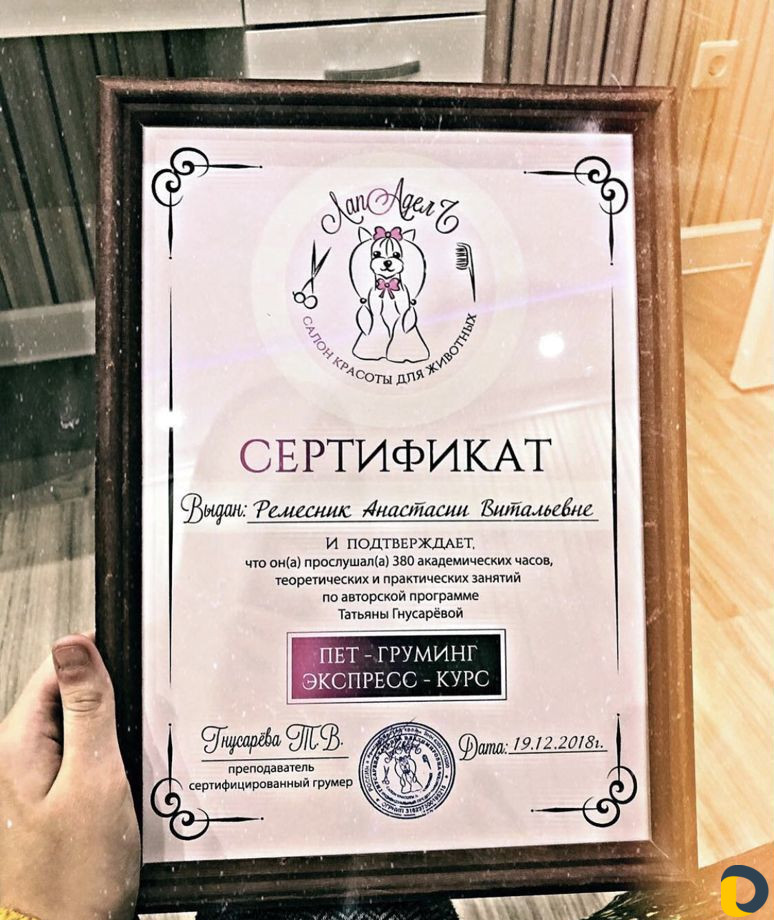 ЛапАделЪ
САЛОН КРАСОТЫ ДЛЯ ЖИВОТНЫХ
СЕРТИФИКАТ
Выдан: Ремесник Анастасии Витальевне
И ПОДТВЕРЖДАЕТ,
что он(а) прослушал(а) 380 академических часов,
теоретических и практических занятий
по авторской программе
Татьяны Гнусарёвой
ПЕТ - ГРУМИНГ
ЭКСПРЕСС - КУРС
Гнусарёва Т.В.
преподаватель
сертифицированный грумер
Дата: 19.12.2018г.